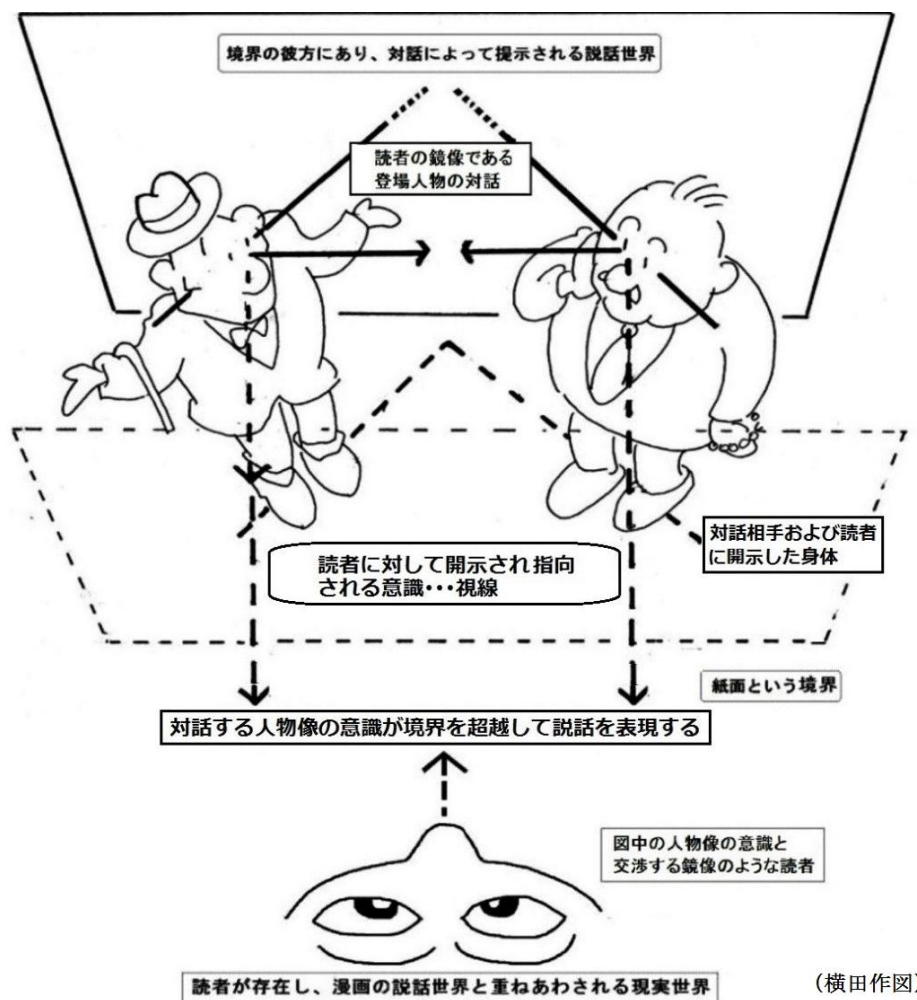 境界の彼方にあり、対話によって提示される説話世界
読者の鏡像である
登場人物の対話
対話相手および読者
に開示した身体
読者に対して開示され指向
される意識・・・視線
紙面という境界
対話する人物像の意識が境界を超越して説話を表現する
図中の人物像の意識と
交渉する鏡像のような読者
読者が存在し、漫画の説話世界と重ねあわされる現実世界
(横田作図)